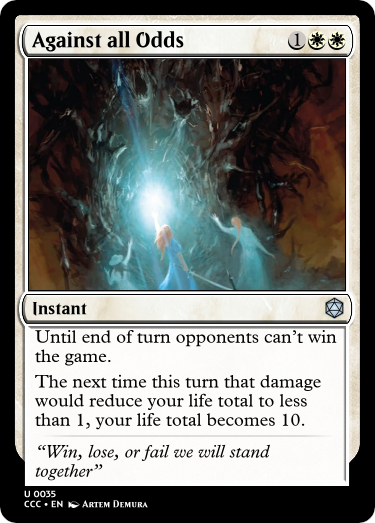 Against all Odds 1
Instant
Until end of turn opponents can't win
the game.
The next time this turn that damage
would reduce your life total to less
than 1, your life total becomes 10.
“Win, lose, or fail we will stand
together”
U 0035
CCC • EN Artem Demura